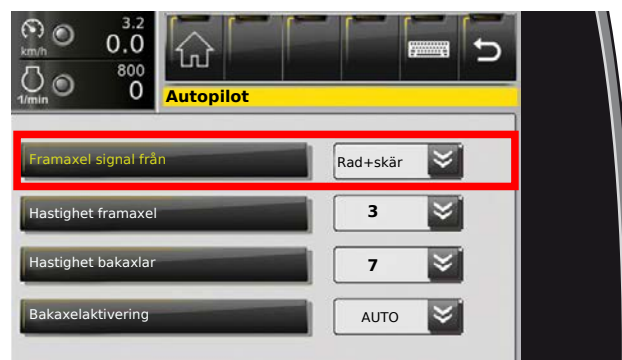 3.2
km/h 0.0
800
1/min 0
Autopilot
Framaxel signal från Rad+skär
Hastighet framaxel 3
Hastighet bakaxlar 7
Bakaxelaktivering AUTO